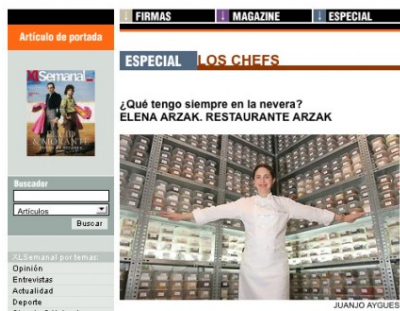 FIRMAS
MAGAZINE
ESPECIAL
Artículo de portada
ESPECIAL LOS CHEFS
XLSemanal
¿Qué tengo siempre en la nevera?
ELENA ARZAK. RESTAURANTE ARZAK
Buscador
Artículos
Buscar
XLSemanal por temas:
Opinión
Entrevistas
Actualidad
Deporte
JUANJO AYGUES